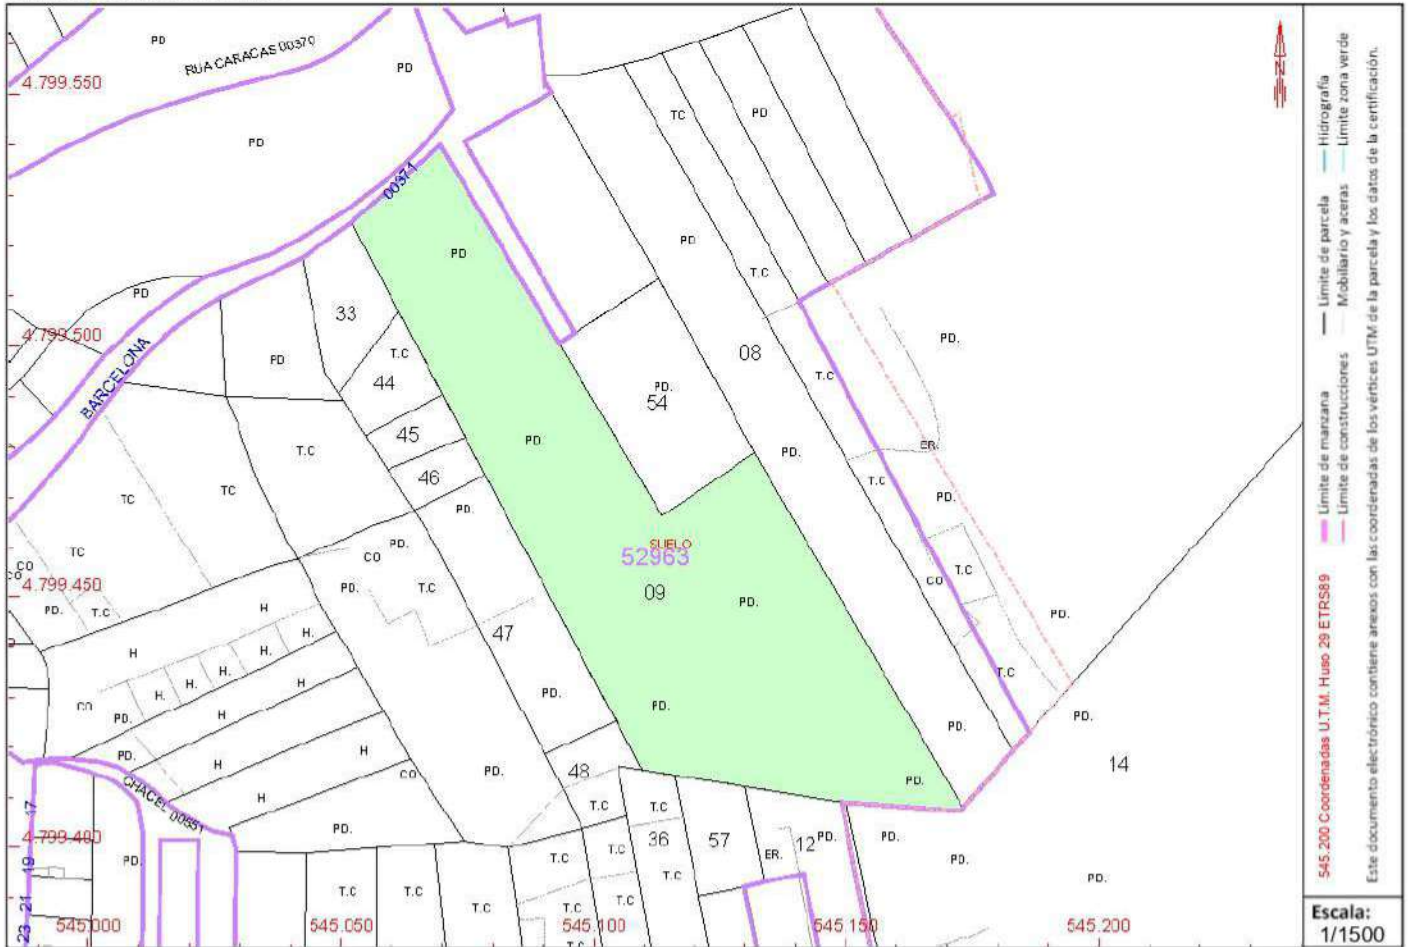 PD
RUA CARACAS 00370
PD
4.799.550
TC
PD
PD
00371
PD
PD
PD
T.C
33
4.799.500
T.C
PD
08
PD.
44
T.C
PD.
54
BARCELONA
45
PD
ER.
T.C
PD.
46
T.C
TC
TC
PD.
PD.
SUELO
52963
TC
CO
PD.
CO
T.C
4.799.450
PD.
T.C
CO
09
PD.
PD.
T.C
H
PD.
47
H.
H
H.
H.
H.
H.
H
T.C
PD.
CO
PD.
H
PD.
PD.
PD.
PD.
H
H
CO
PD.
48
PD.
14
CHACEL 00551
H
T.C
T.C
17
4.799.400
PD.
36
57
12
PD.
PD.
19
PD.
T.C
T.C
ER.
PD.
T.C
PD.
21
T.C
T.C
T.C
T.C
T.C
23
545.000
545.050
545.100
545.150
545.200
T.C
N
545.200 Coordenadas U.T.M. Huso 29 ETRS89
Límite de manzana
Límite de parcela
Hidrografía
Límite de construcciones
Mobiliario y aceras
Límite zona verde
Este documento electrónico contiene anexos con las coordenadas de los vértices UTM de la parcela y los datos de la certificación.
Escala:
1/1500